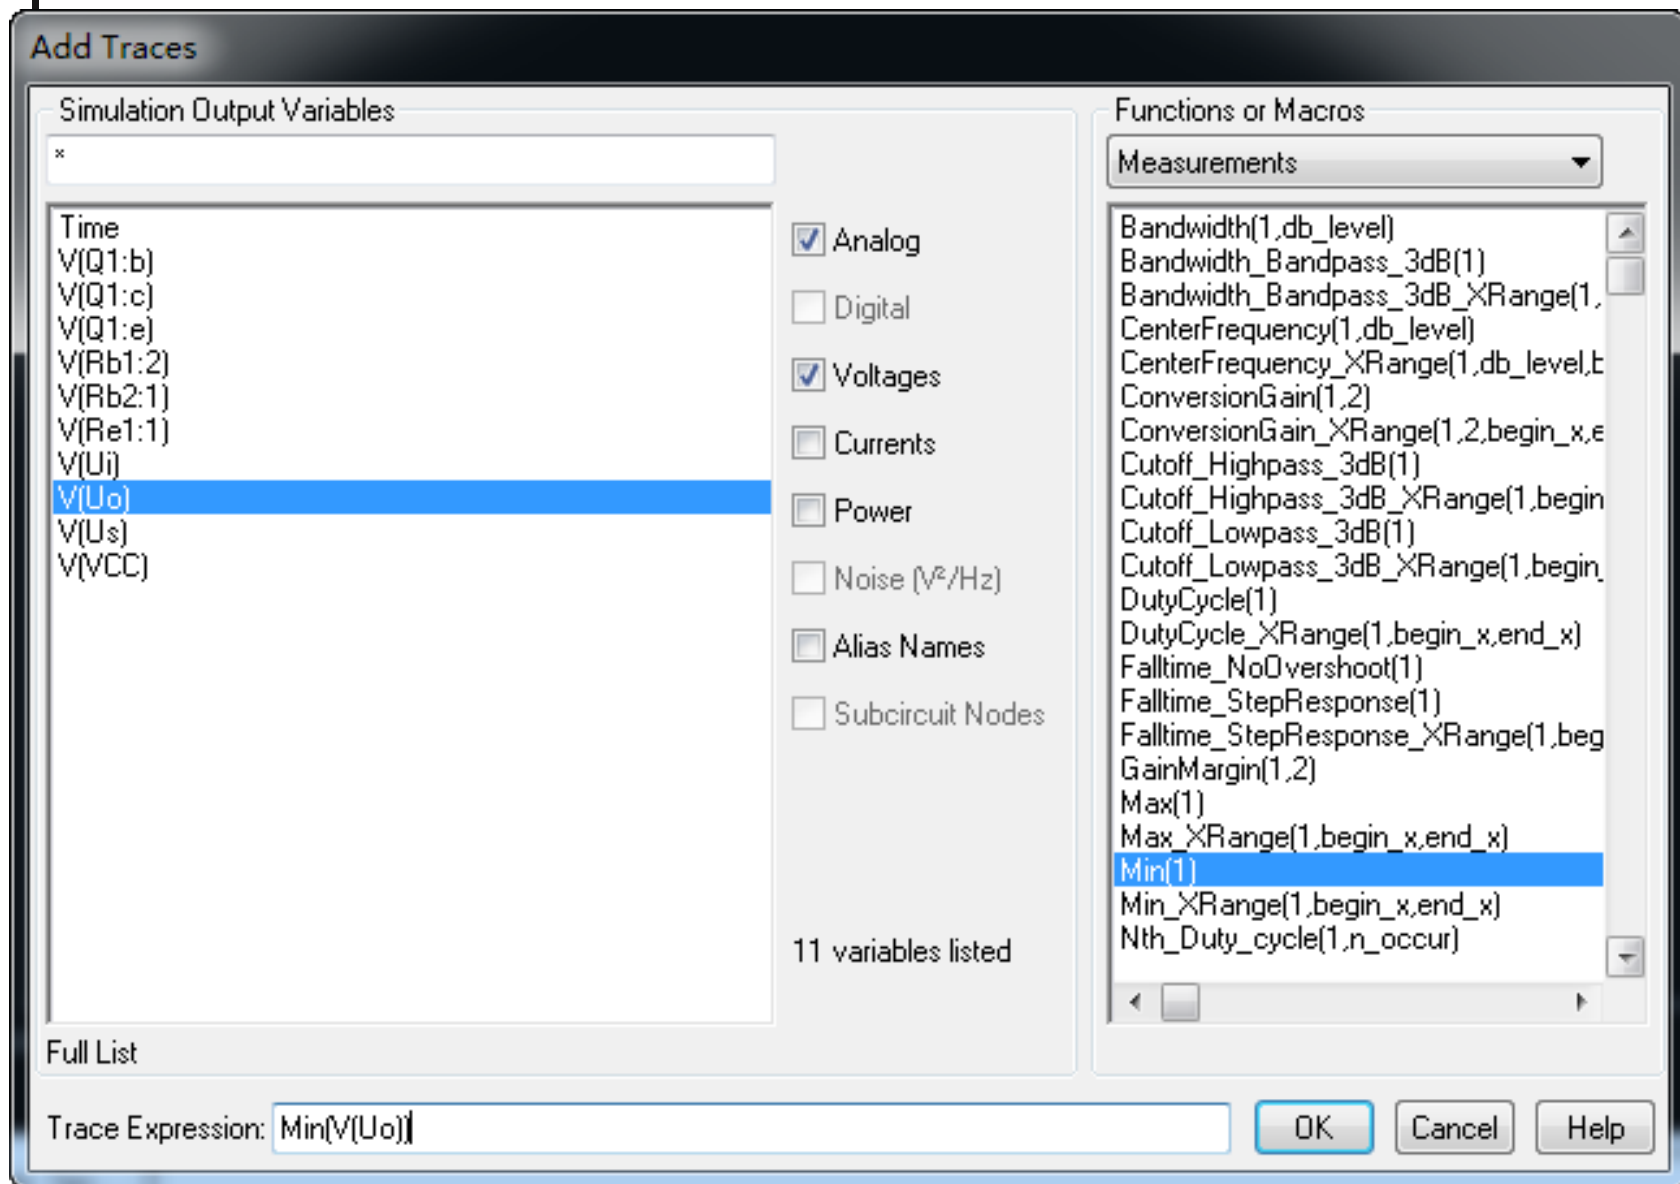 Add Traces
Simulation Output Variables
*
Time
V(Q1:b)
V(Q1:c)
V(Q1:e)
V(Rb1:2)
V(Rb2:1)
V(Re1:1)
V(Ui)
V(Uo)
V(Us)
V(VCC)
Full List
Analog
Digital
Voltages
Currents
Power
Noise (V²/Hz)
Alias Names
Subcircuit Nodes
11 variables listed
Functions or Macros
Measurements
Bandwidth(1,db_level)
Bandwidth_Bandpass_3dB(1)
Bandwidth_Bandpass_3dB_XRange(1,
CenterFrequency(1,db_level)
CenterFrequency_XRange(1,db_level,b
ConversionGain(1,2)
ConversionGain_XRange(1,2,begin_x,e
Cutoff_Highpass_3dB(1)
Cutoff_Highpass_3dB_XRange(1,begin
Cutoff_Lowpass_3dB(1)
Cutoff_Lowpass_3dB_XRange(1,begin_
DutyCycle(1)
DutyCycle_XRange(1,begin_x,end_x)
Falltime_NoOvershoot(1)
Falltime_StepResponse(1)
Falltime_StepResponse_XRange(1,beg
GainMargin(1,2)
Max(1)
Max_XRange(1,begin_x,end_x)
Min(1)
Min_XRange(1,begin_x,end_x)
Nth_Duty_cycle(1,n_occur)
Trace Expression: Min(V(Uo))
OK
Cancel
Help